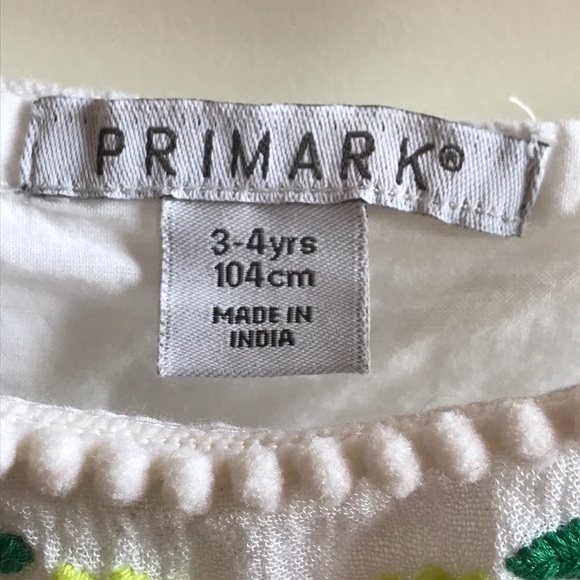 PRIMARK®
3-4yrs
104cm
MADE IN
INDIA